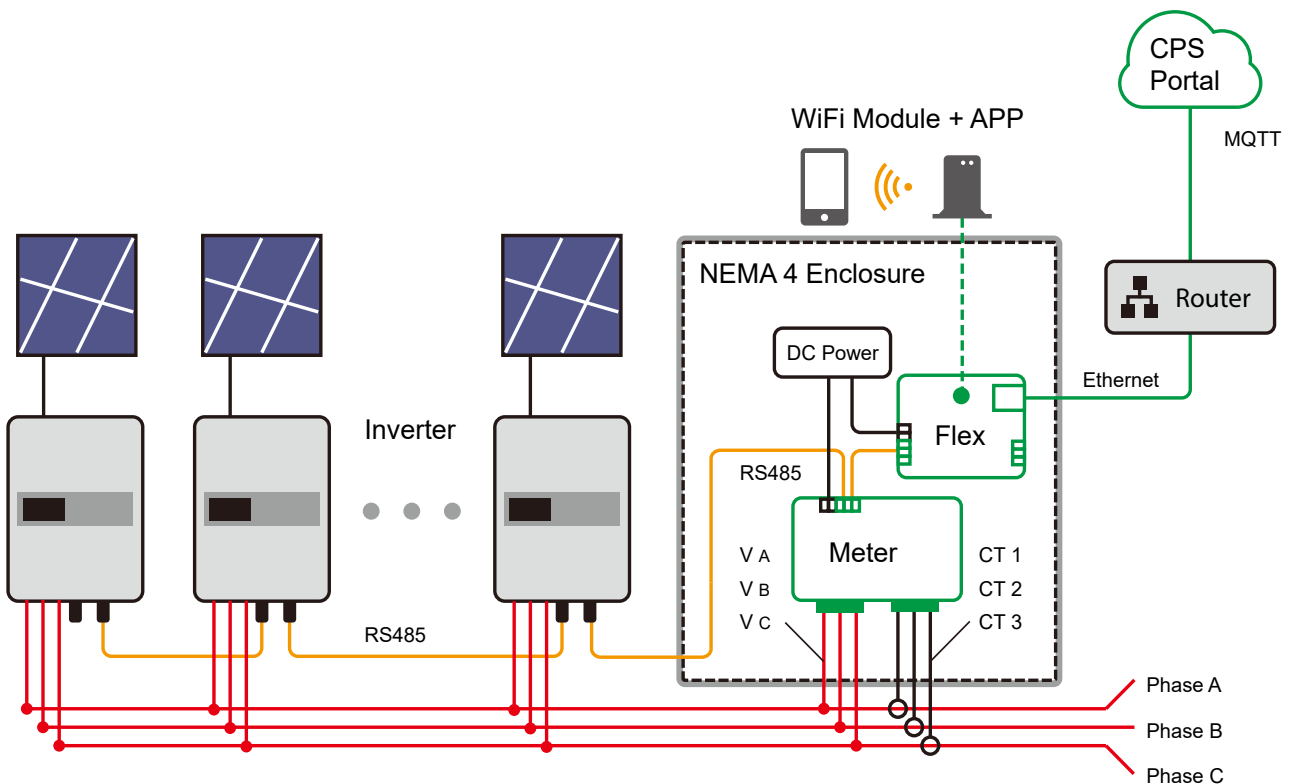 CPS
Portal
MQTT
WiFi Module + APP
NEMA 4 Enclosure
Router
DC Power
Ethernet
Inverter
Flex
RS485
Meter
V A
CT 1
V B
CT 2
V C
CT 3
RS485
Phase A
Phase B
Phase C